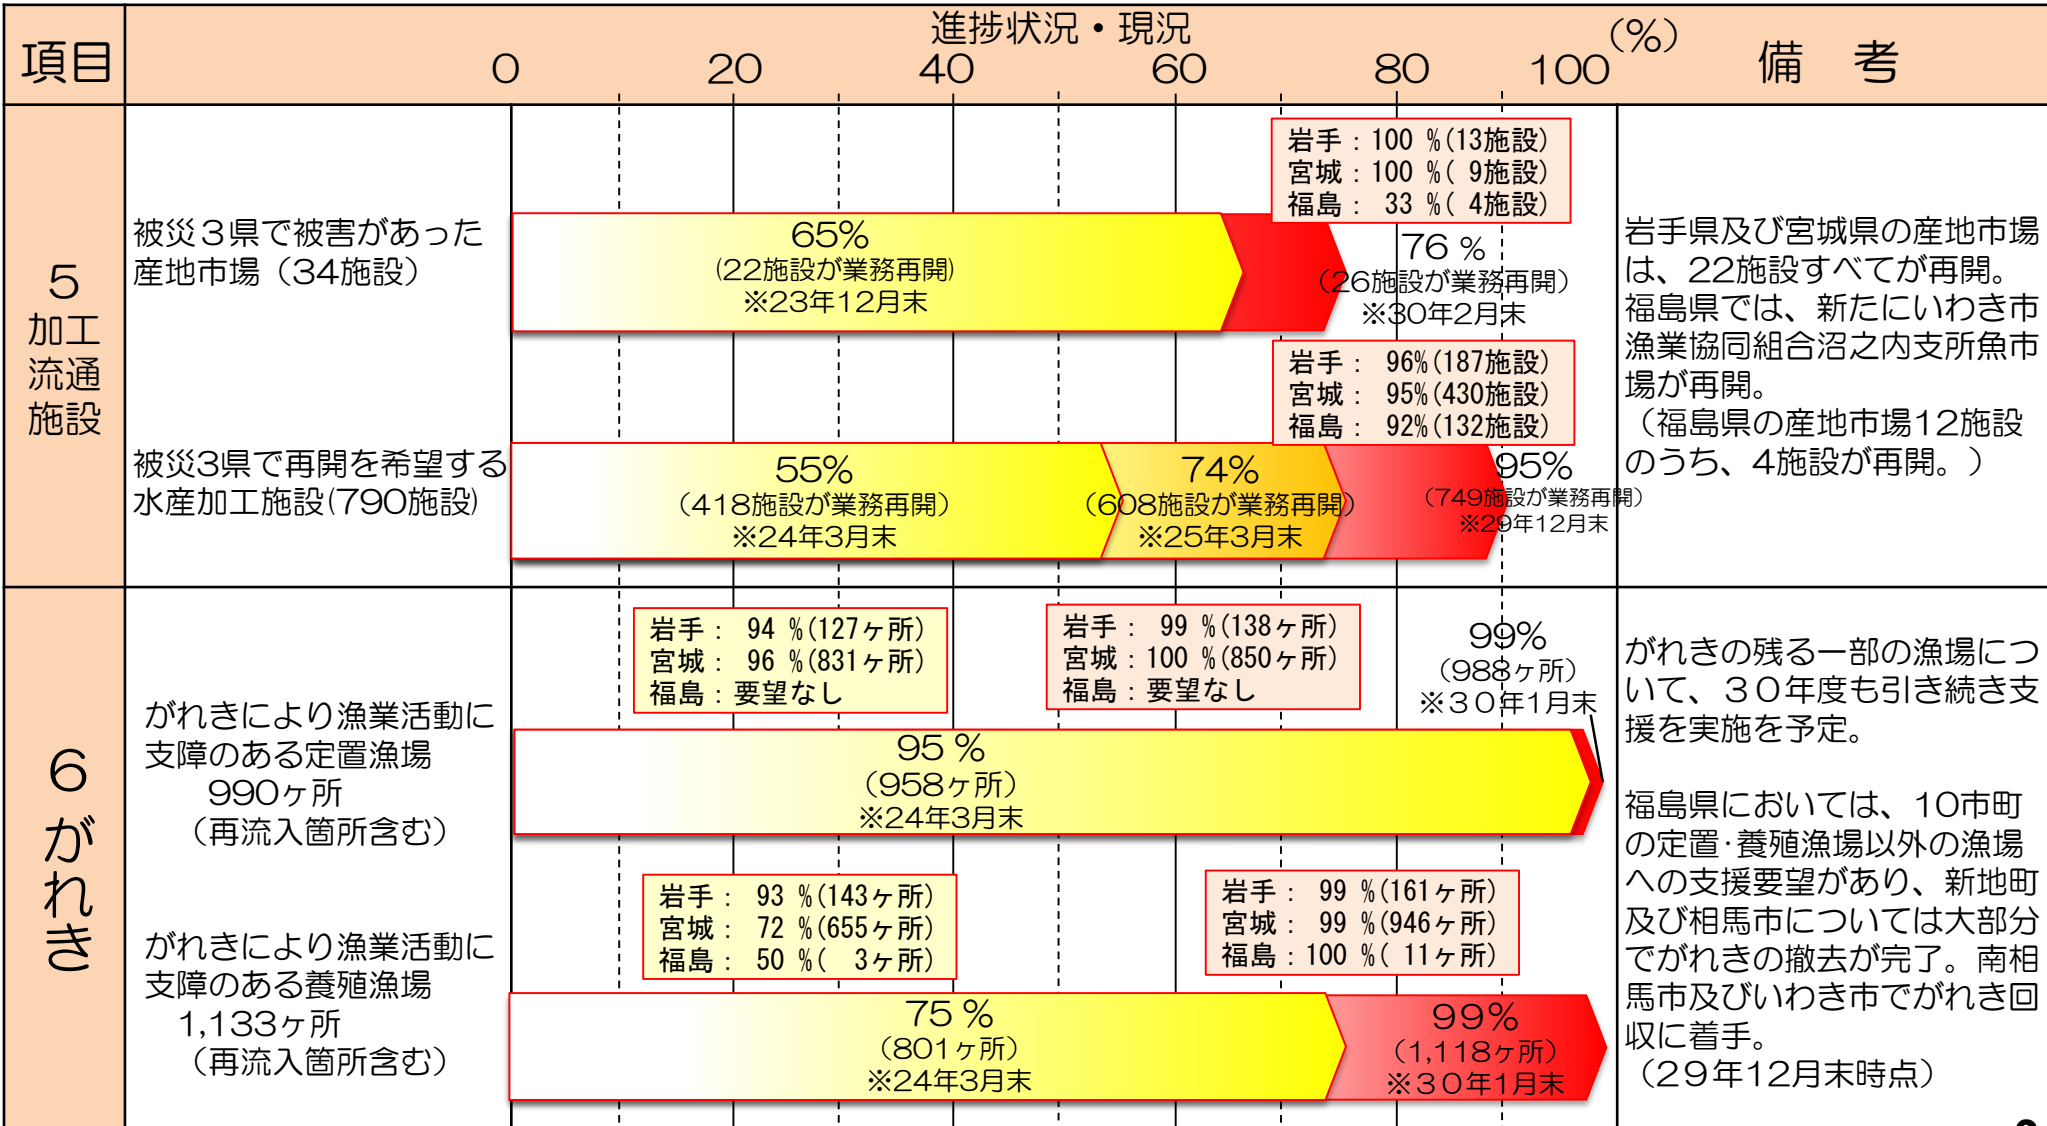 項目
進捗状況・現況
(%)
0 20 40 60 80 100
備　考
5
加工
流通
施設
被災３県で被害があった
産地市場（34施設）
65%
(22施設が業務再開)
※23年12月末
岩手：100 %(13施設)
宮城：100 %( 9施設)
福島： 33 %( 4施設)
76 %
（26施設が業務再開）
※30年2月末
被災3県で再開を希望する
水産加工施設(790施設)
55%
（418施設が業務再開）
※24年3月末
74%
（608施設が業務再開）
※25年3月末
岩手： 96%(187施設)
宮城： 95%(430施設)
福島： 92%(132施設)
95%
（749施設が業務再開）
※29年12月末
岩手県及び宮城県の産地市場
は、22施設すべてが再開。
福島県では、新たにいわき市
漁業協同組合沼之内支所魚市
場が再開。
（福島県の産地市場12施設
のうち、4施設が再開。）
6
がれき
がれきにより漁業活動に
支障のある定置漁場
990ヶ所
（再流入箇所含む）
岩手： 94 %(127ヶ所)
宮城： 96 %(831ヶ所)
福島：要望なし
岩手： 99 %(138ヶ所)
宮城：100 %(850ヶ所)
福島：要望なし
99%
（988ヶ所）
※３０年1月末
95 %
（958ヶ所）
※24年3月末
がれきにより漁業活動に
支障のある養殖漁場
1,133ヶ所
（再流入箇所含む）
岩手： 93 %(143ヶ所)
宮城： 72 %(655ヶ所)
福島： 50 %( 3ヶ所)
岩手： 99 %(161ヶ所)
宮城： 99 %(946ヶ所)
福島：100 %( 11ヶ所)
75 %
（801ヶ所）
※24年3月末
99%
（1,118ヶ所）
※３０年1月末
がれきの残る一部の漁場につ
いて、３０年度も引き続き支
援を実施を予定。
福島県においては、10市町
の定置・養殖漁場以外の漁場
への支援要望があり、新地町
及び相馬市については大部分
でがれきの撤去が完了。南相
馬市及びいわき市でがれき回
収に着手。
（２９年１２月末時点）